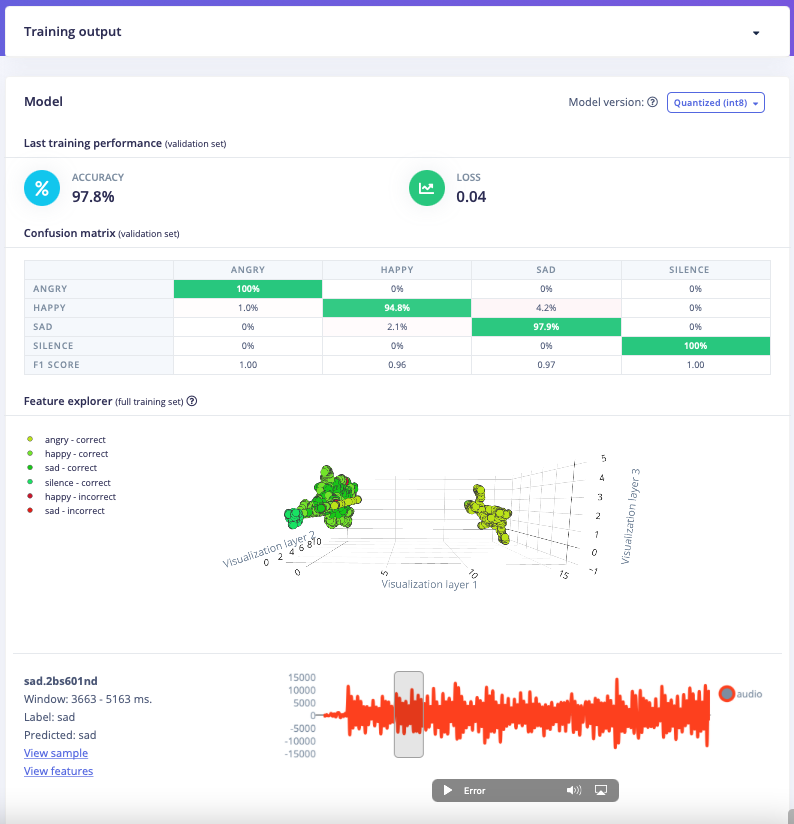 Training output
Model
Model version: Quantized (int8)
Last training performance (validation set)
% ACCURACY
97.8%
LOSS
0.04
Confusion matrix (validation set)
ANGRY HAPPY SAD SILENCE
ANGRY 100% 0% 0% 0%
HAPPY 1.0% 94.8% 4.2% 0%
SAD 0% 2.1% 97.9% 0%
SILENCE 0% 0% 0% 100%
F1 SCORE 1.00 0.96 0.97 1.00
Feature explorer (full training set)
angry - correct
happy - correct
sad - correct
silence - correct
happy - incorrect
sad - incorrect
5
4
3
2
1
0
−1
Visualization layer 3
Visualization layer 2
0 2 4 6 8 10
0 5 10 15
Visualization layer 1
sad.2bs601nd
Window: 3663 - 5163 ms.
Label: sad
Predicted: sad
View sample
View features
15000
10000
5000
0
-5000
-10000
-15000
audio
Error